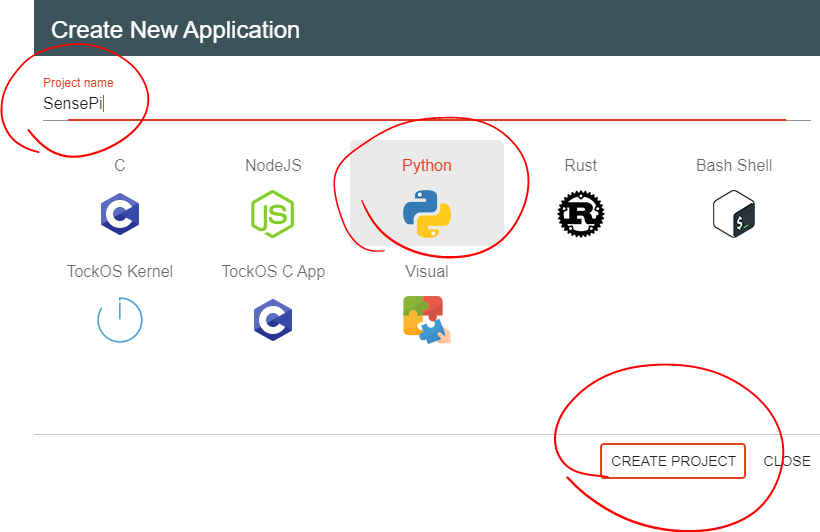 Create New Application
Project name
SensePi
C NodeJS Python Rust Bash Shell
C JS R $_
TockOS Kernel TockOS C App Visual
C
CREATE PROJECT CLOSE